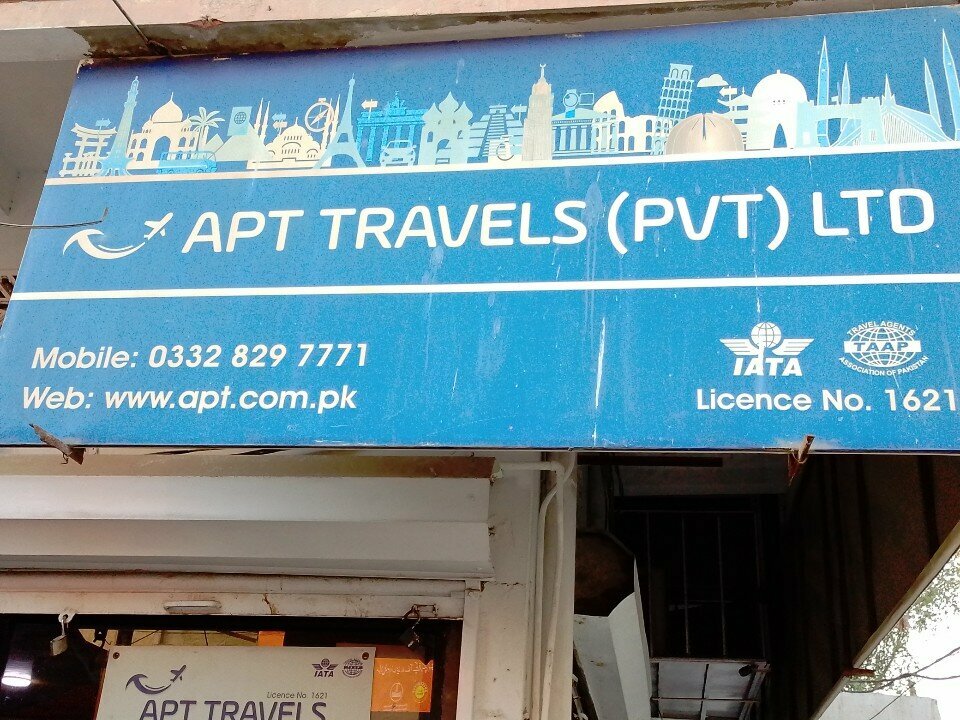 APT TRAVELS (PVT) LTD
Mobile: 0332 829 7771
Web: www.apt.com.pk
IATA
TRAVEL AGENTS
TAAP
ASSOCIATION OF PAKISTAN
Licence No. 1621
IATA
Licence No. 1621
APT TRAVELS